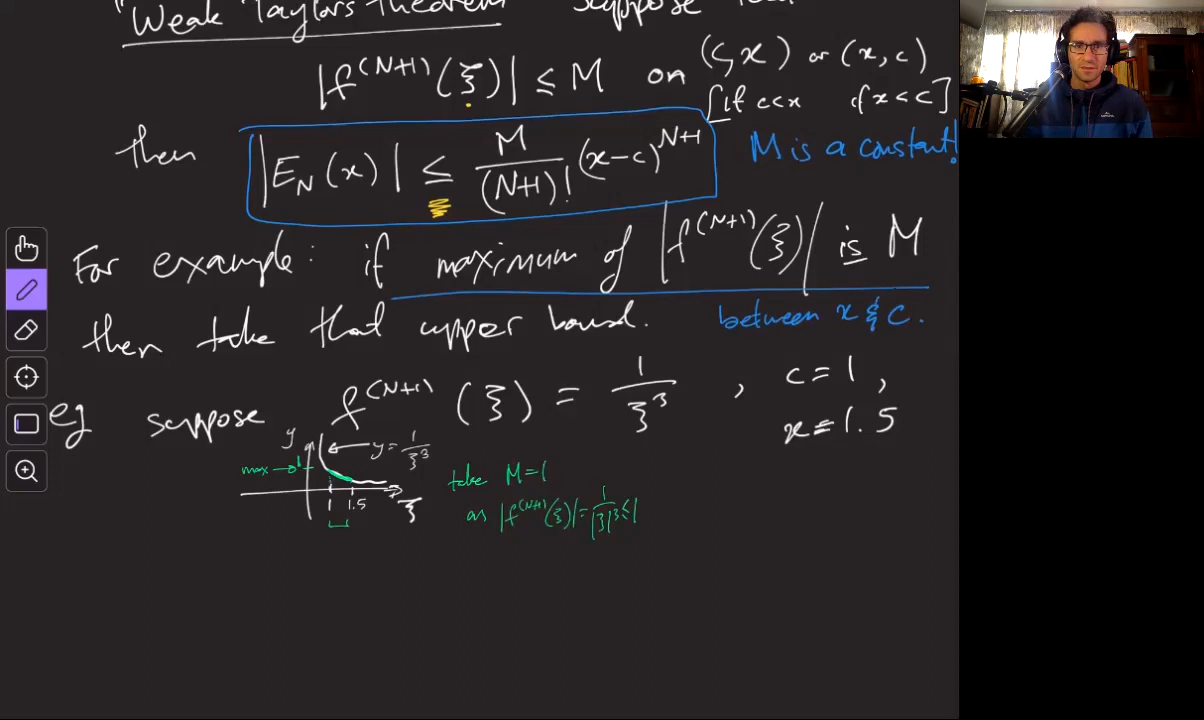 "Weak Taylors theorem" suppose that
|f^(N+1) (ξ)| ≤ M on (c, x) or (x, c)
[if c<x if x<c]
then |E_N (x)| ≤ M/(N+1)! (x-c)^N+1 M is a constant!
For example: if maximum of |f^(N+1) (ξ)| is M
then take that upper bound. between x & c.
eg suppose f^(N+1) (ξ) = 1/ξ³ , c = 1 ,
x = 1.5
y y = 1/ξ³
max → 1 take M=1
1 1.5 ξ as |f^(N+1) (ξ)| = 1/|ξ|³ ≤ 1